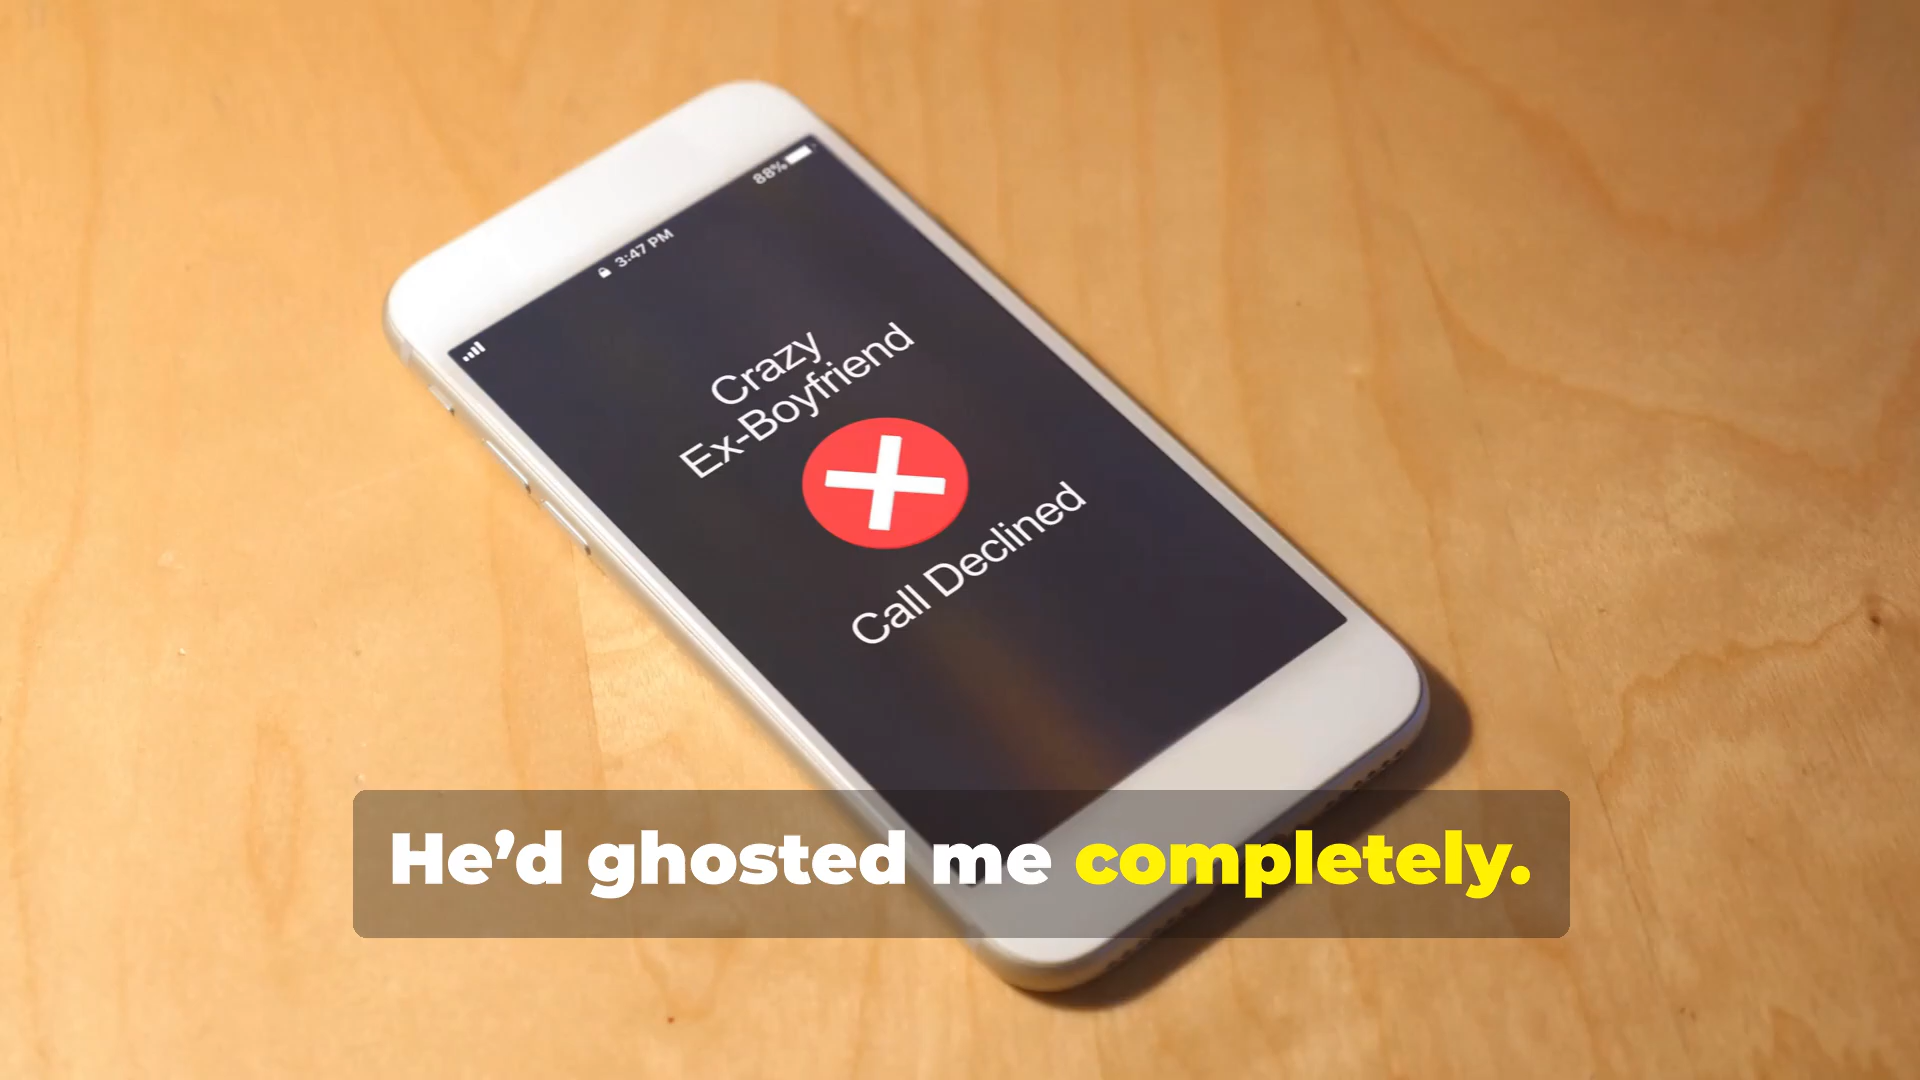 88%
3:47 PM
Crazy
Ex-Boyfriend
Call Declined
He’d ghosted me completely.